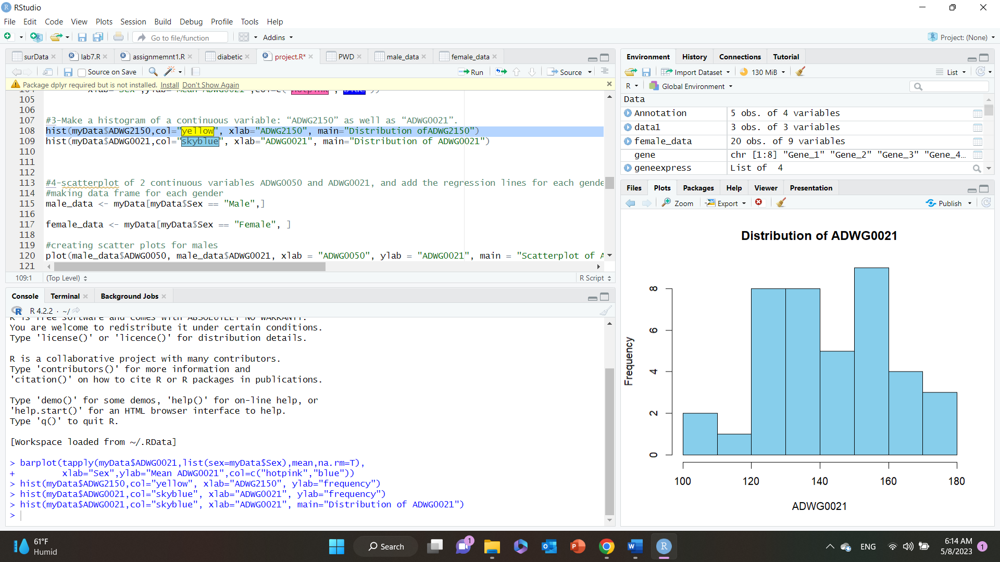 RStudio
File Edit Code View Plots Session Build Debug Profile Tools Help
Go to file/function Addins Project: (None)
surData lab7.R assignmemnt1.R diabetic project.R* PWD male_data female_data
Source on Save Run Source
Package dplyr required but is not installed. Install Don't Show Again
105
106
107 #3-Make a histogram of a continuous variable: “ADWG2150” as well as “ADWG0021”.
108 hist(myData$ADWG2150,col="yellow", xlab="ADWG2150", main="Distribution ofADWG2150")
109 hist(myData$ADWG0021,col="skyblue", xlab="ADWG0021", main="Distribution of ADWG0021")
110
111
112
113 #4-scatterplot of 2 continuous variables ADWG0050 and ADWG0021, and add the regression lines for each gende
114 #making data frame for each gender
115 male_data <- myData[myData$Sex == "Male",]
116
117 female_data <- myData[myData$Sex == "Female", ]
118
119 #creating scatter plots for males
120 plot(male_data$ADWG0050, male_data$ADWG0021, xlab = "ADWG0050", ylab = "ADWG0021", main = "Scatterplot of A
121
109:1 (Top Level) R Script
Console Terminal Background Jobs
R 4.2.2 · ~/
R is free software and comes with ABSOLUTELY NO WARRANTY.
You are welcome to redistribute it under certain conditions.
Type 'license()' or 'licence()' for distribution details.
R is a collaborative project with many contributors.
Type 'contributors()' for more information and
'citation()' on how to cite R or R packages in publications.
Type 'demo()' for some demos, 'help()' for on-line help, or
'help.start()' for an HTML browser interface to help.
Type 'q()' to quit R.
[Workspace loaded from ~/.RData]
> barplot(tapply(myData$ADWG0021,list(sex=myData$Sex),mean,na.rm=T),
+ xlab="Sex",ylab="Mean ADWG0021",col=c("hotpink","blue"))
> hist(myData$ADWG2150,col="yellow", xlab="ADWG2150", ylab="frequency")
> hist(myData$ADWG0021,col="skyblue", xlab="ADWG0021", ylab="frequency")
> hist(myData$ADWG0021,col="skyblue", xlab="ADWG0021", main="Distribution of ADWG0021")
>
Environment History Connections Tutorial
Import Dataset 130 MiB List
R Global Environment
Data
Annotation 5 obs. of 4 variables
data1 3 obs. of 3 variables
female_data 20 obs. of 9 variables
gene chr [1:8] "Gene_1" "Gene_2" "Gene_3" "Gene_4...
geneexpress List of 4
Files Plots Packages Help Viewer Presentation
Zoom Export Publish
Distribution of ADWG0021
Frequency
8
6
4
2
0
100 120 140 160 180
ADWG0021
61°F
Humid
Search
1
ENG
6:14 AM
5/8/2023
1